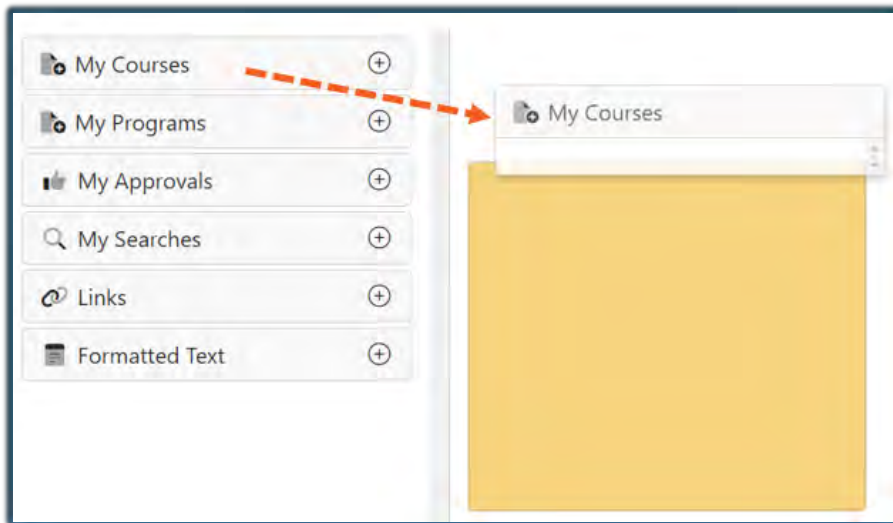 My Courses
My Programs
My Approvals
My Searches
Links
Formatted Text
My Courses